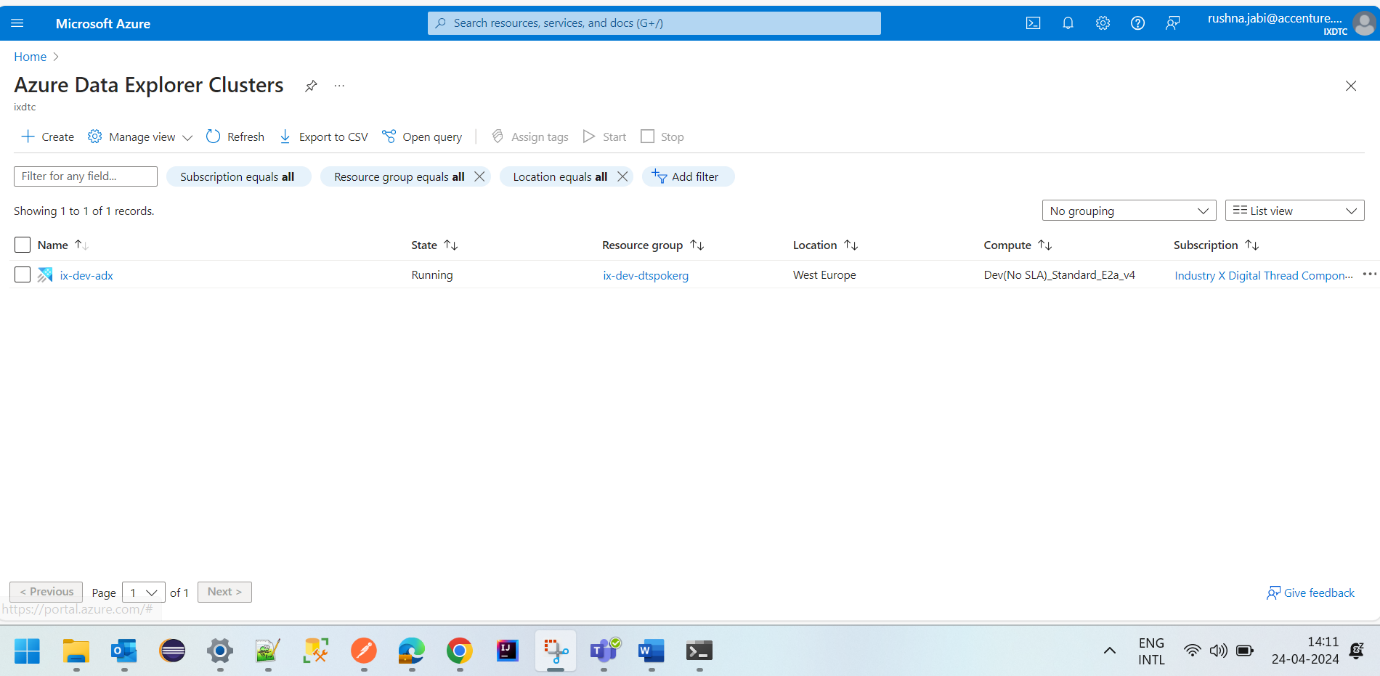 Microsoft Azure
Search resources, services, and docs (G+/)
rushna.jabi@accenture....
IXDTC
Home
Azure Data Explorer Clusters
ixdtc
Create Manage view Refresh Export to CSV Open query Assign tags Start Stop
Filter for any field... Subscription equals all Resource group equals all Location equals all Add filter
Showing 1 to 1 of 1 records.
No grouping List view
Name State Resource group Location Compute Subscription
ix-dev-adx Running ix-dev-dtspokerg West Europe Dev(No SLA)_Standard_E2a_v4 Industry X Digital Thread Compon...
< Previous Page 1 of 1 Next >
Give feedback
https://portal.azure.com/#
ENG
INTL
14:11
24-04-2024